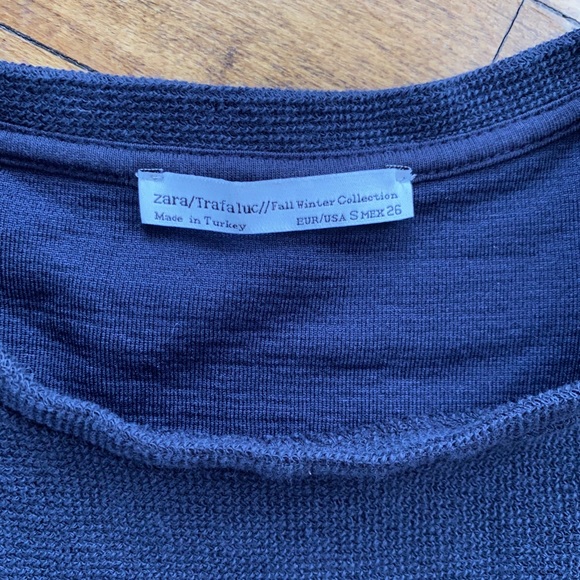 zara/Trafaluc//Fall Winter Collection
Made in Turkey EUR/USA S MEX 26